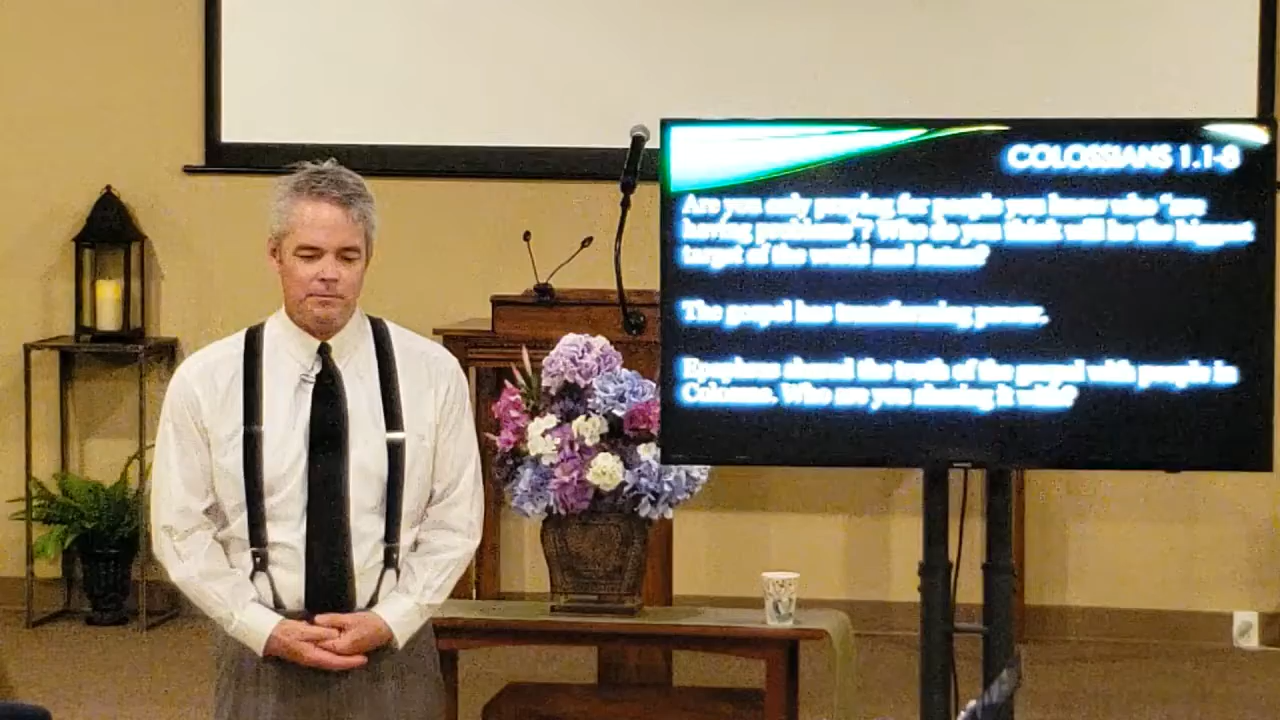 COLOSSIANS 1.1-8
Are you only praying for people you know who "are
having problems"? Who do you think will be the biggest
target of the world and Satan?
The gospel has transforming power.
Epaphras shared the truth of the gospel with people in
Colossae. Who are you sharing it with?